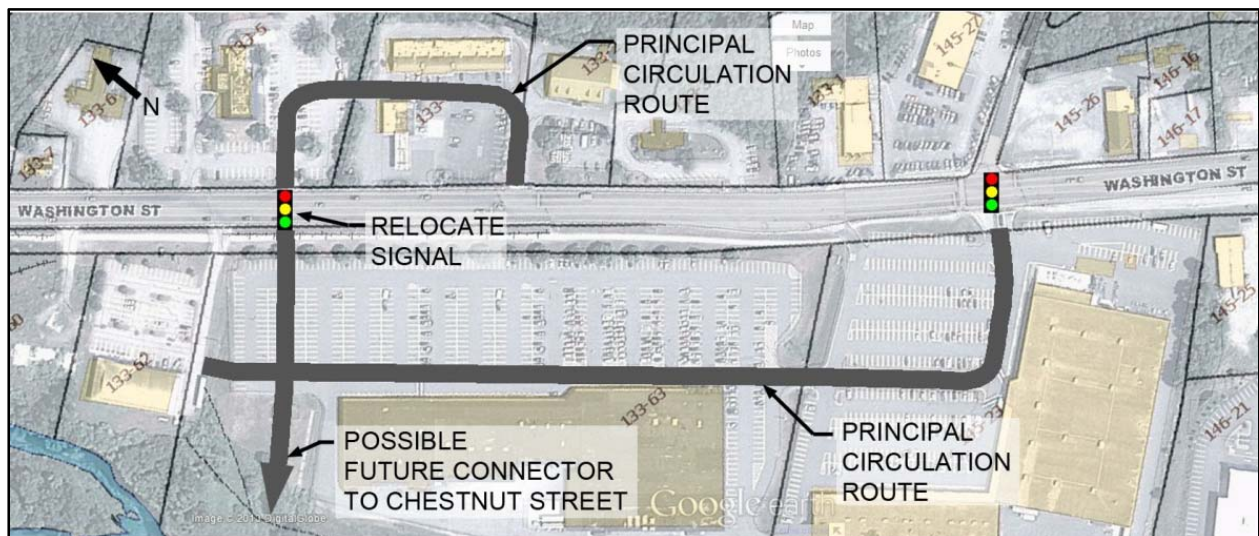 Map
Photos
PRINCIPAL
CIRCULATION
ROUTE
N
133-6
133-7
133-1
145-27
145-26
146-16
146-17
WASHINGTON ST
WASHINGTON ST
RELOCATE
SIGNAL
145-25
133-62
133-63
146-21
POSSIBLE
FUTURE CONNECTOR
TO CHESTNUT STREET
PRINCIPAL
CIRCULATION
ROUTE
Google earth